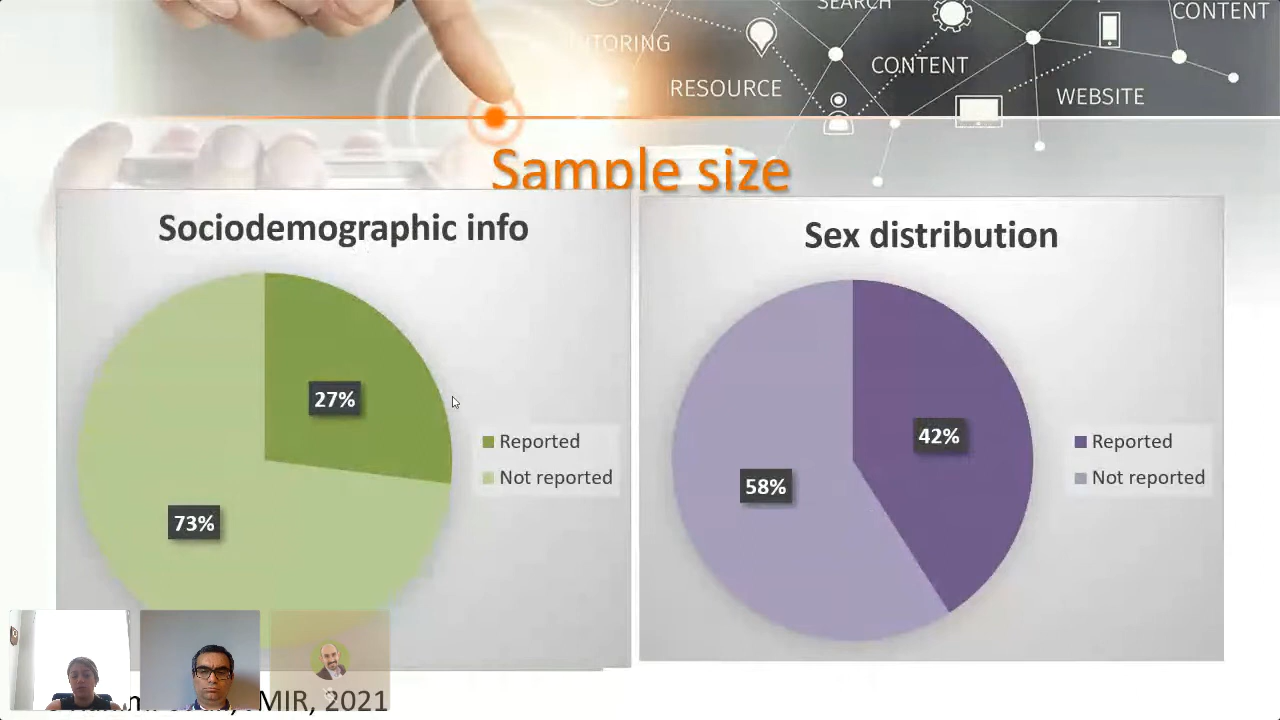 SEARCH
CONTENT
TORING
CONTENT
RESOURCE
WEBSITE
Sample size
Sociodemographic info
Sex distribution
27%
73%
Reported
Not reported
42%
58%
Reported
Not reported
MIR, 2021